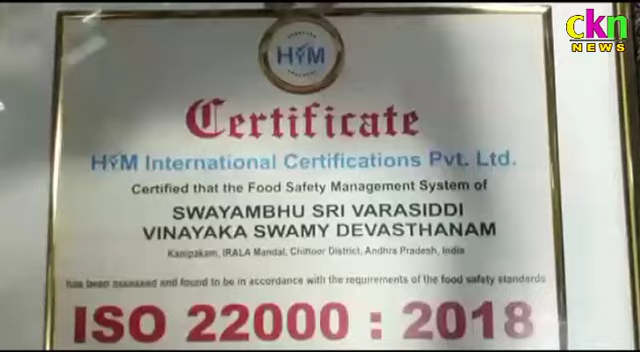 ckn
NEWS
HYM
Certificate
HYM International Certifications Pvt. Ltd.
Certified that the Food Safety Management System of
SWAYAMBHU SRI VARASIDDI
VINAYAKA SWAMY DEVASTHANAM
Kanipakam, IRALA Mandal, Chittoor District, Andhra Pradesh, India
has been assessed and found to be in accordance with the requirements of the food safety standards
ISO 22000 : 2018